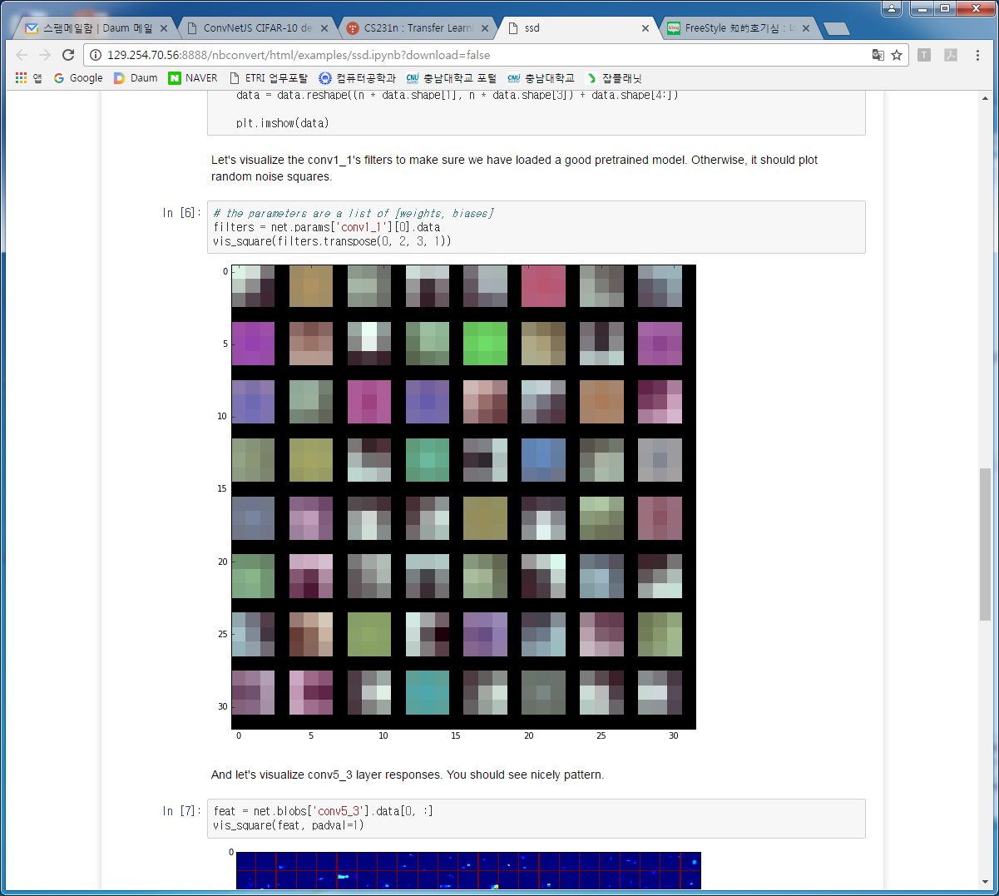 스팸메일함 | Daum 메일
ConvNetJS CIFAR-10 de
CS231n : Transfer Learni
ssd
FreeStyle 知的호기심 : 네
129.254.70.56:8888/nbconvert/html/examples/ssd.ipynb?download=false
앱 Google Daum NAVER ETRI 업무포탈 컴퓨터공학과 충남대학교 포털 충남대학교 잡플래닛
data = data.reshape((n * data.shape[1], n * data.shape[3]) + data.shape[4:])
plt.imshow(data)
Let's visualize the conv1_1's filters to make sure we have loaded a good pretrained model. Otherwise, it should plot
random noise squares.
In [6]:
# the parameters are a list of [weights, biases]
filters = net.params['conv1_1'][0].data
vis_square(filters.transpose(0, 2, 3, 1))
0
5
10
15
20
25
30
0 5 10 15 20 25 30
And let's visualize conv5_3 layer responses. You should see nicely pattern.
In [7]:
feat = net.blobs['conv5_3'].data[0, :]
vis_square(feat, padval=1)
0